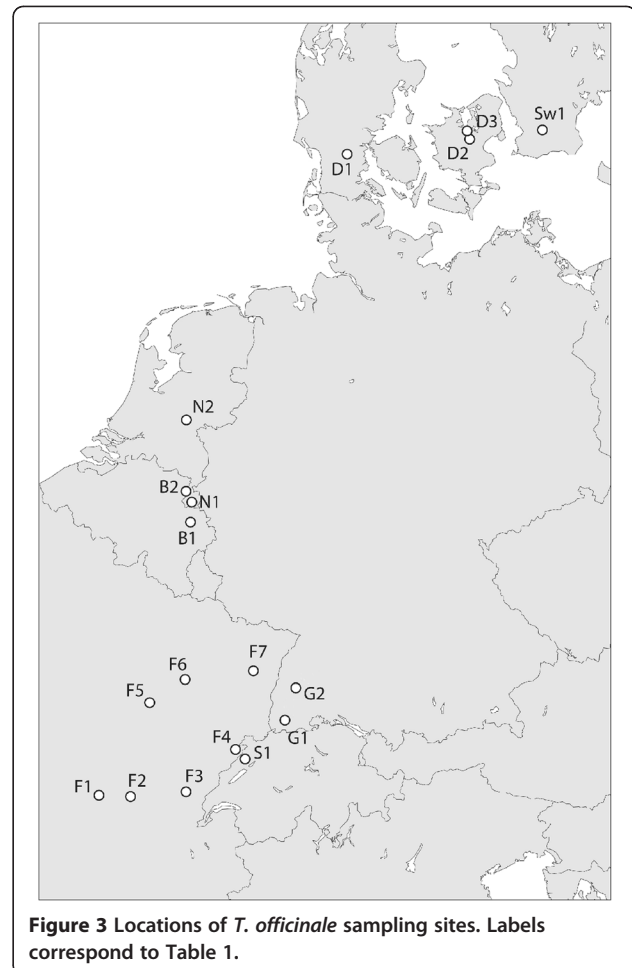 D3
Sw1
D2
D1
N2
B2
N1
B1
F7
F6
G2
F5
G1
F4
S1
F1
F2
F3
Figure 3 Locations of T. officinale sampling sites. Labels
correspond to Table 1.